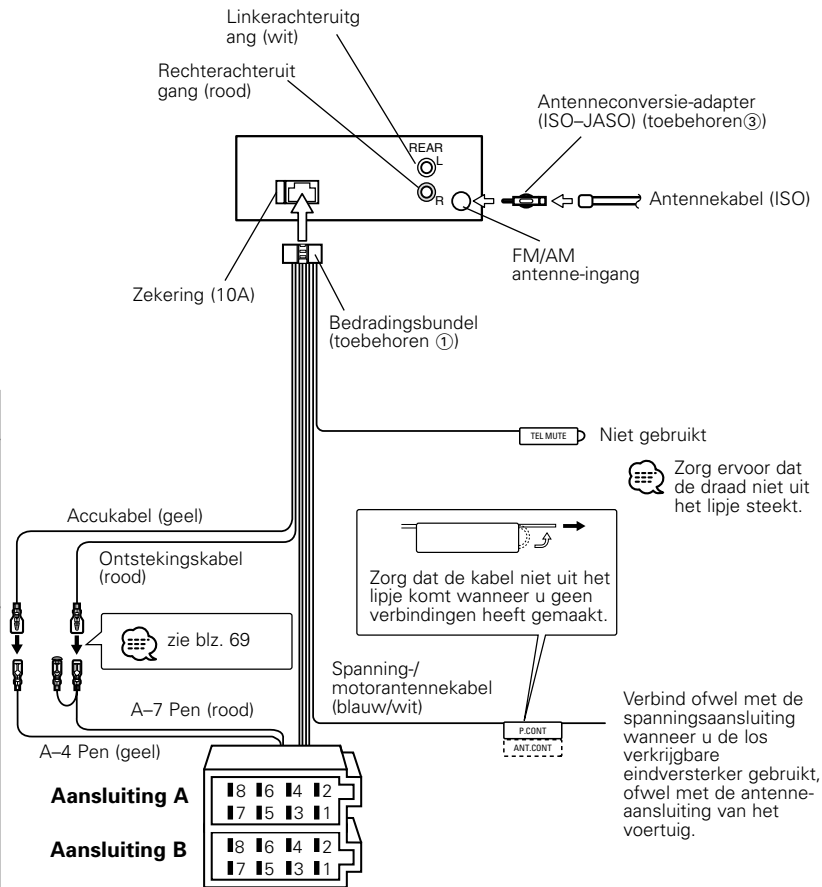 Linkerachteruitg
ang (wit)
Rechterachteruit
gang (rood)
Antenneconversie-adapter
(ISO–JASO) (toebehoren③)
REAR
L
R
Antennekabel (ISO)
FM/AM
antenne-ingang
Zekering (10A)
Bedradingsbundel
(toebehoren ①)
TEL MUTE
Niet gebruikt
Zorg ervoor dat
de draad niet uit
het lipje steekt.
Accukabel (geel)
Ontstekingskabel
(rood)
Zorg dat de kabel niet uit het
lipje komt wanneer u geen
verbindingen heeft gemaakt.
zie blz. 69
Spanning-/
motorantennekabel
(blauw/wit)
A–7 Pen (rood)
A–4 Pen (geel)
P.CONT
ANT.CONT
Verbind ofwel met de
spanningsaansluiting
wanneer u de los
verkrijgbare
eindversterker gebruikt,
ofwel met de antenne-
aansluiting van het
voertuig.
Aansluiting A
8 6 4 2
7 5 3 1
Aansluiting B
8 6 4 2
7 5 3 1